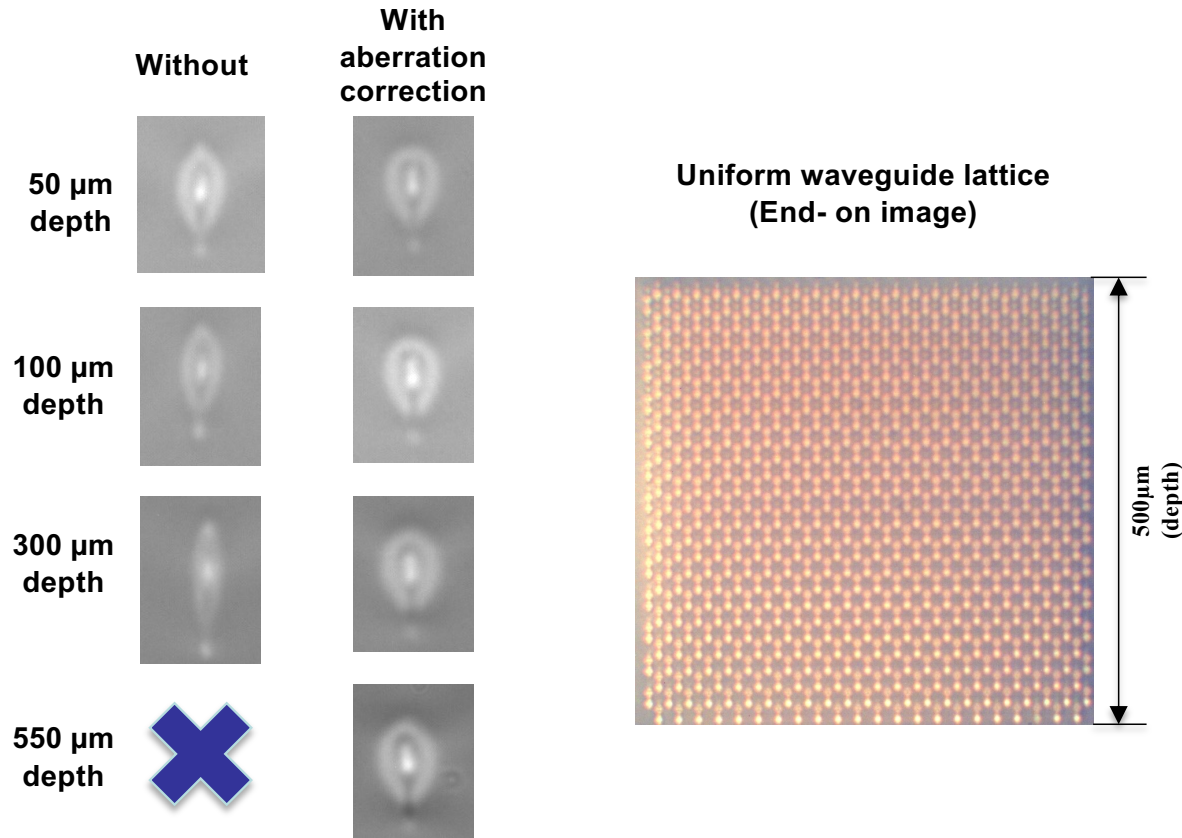 Without
With
aberration
correction
50 µm
depth
100 µm
depth
300 µm
depth
550 µm
depth
Uniform waveguide lattice
(End- on image)
500µm
(depth)